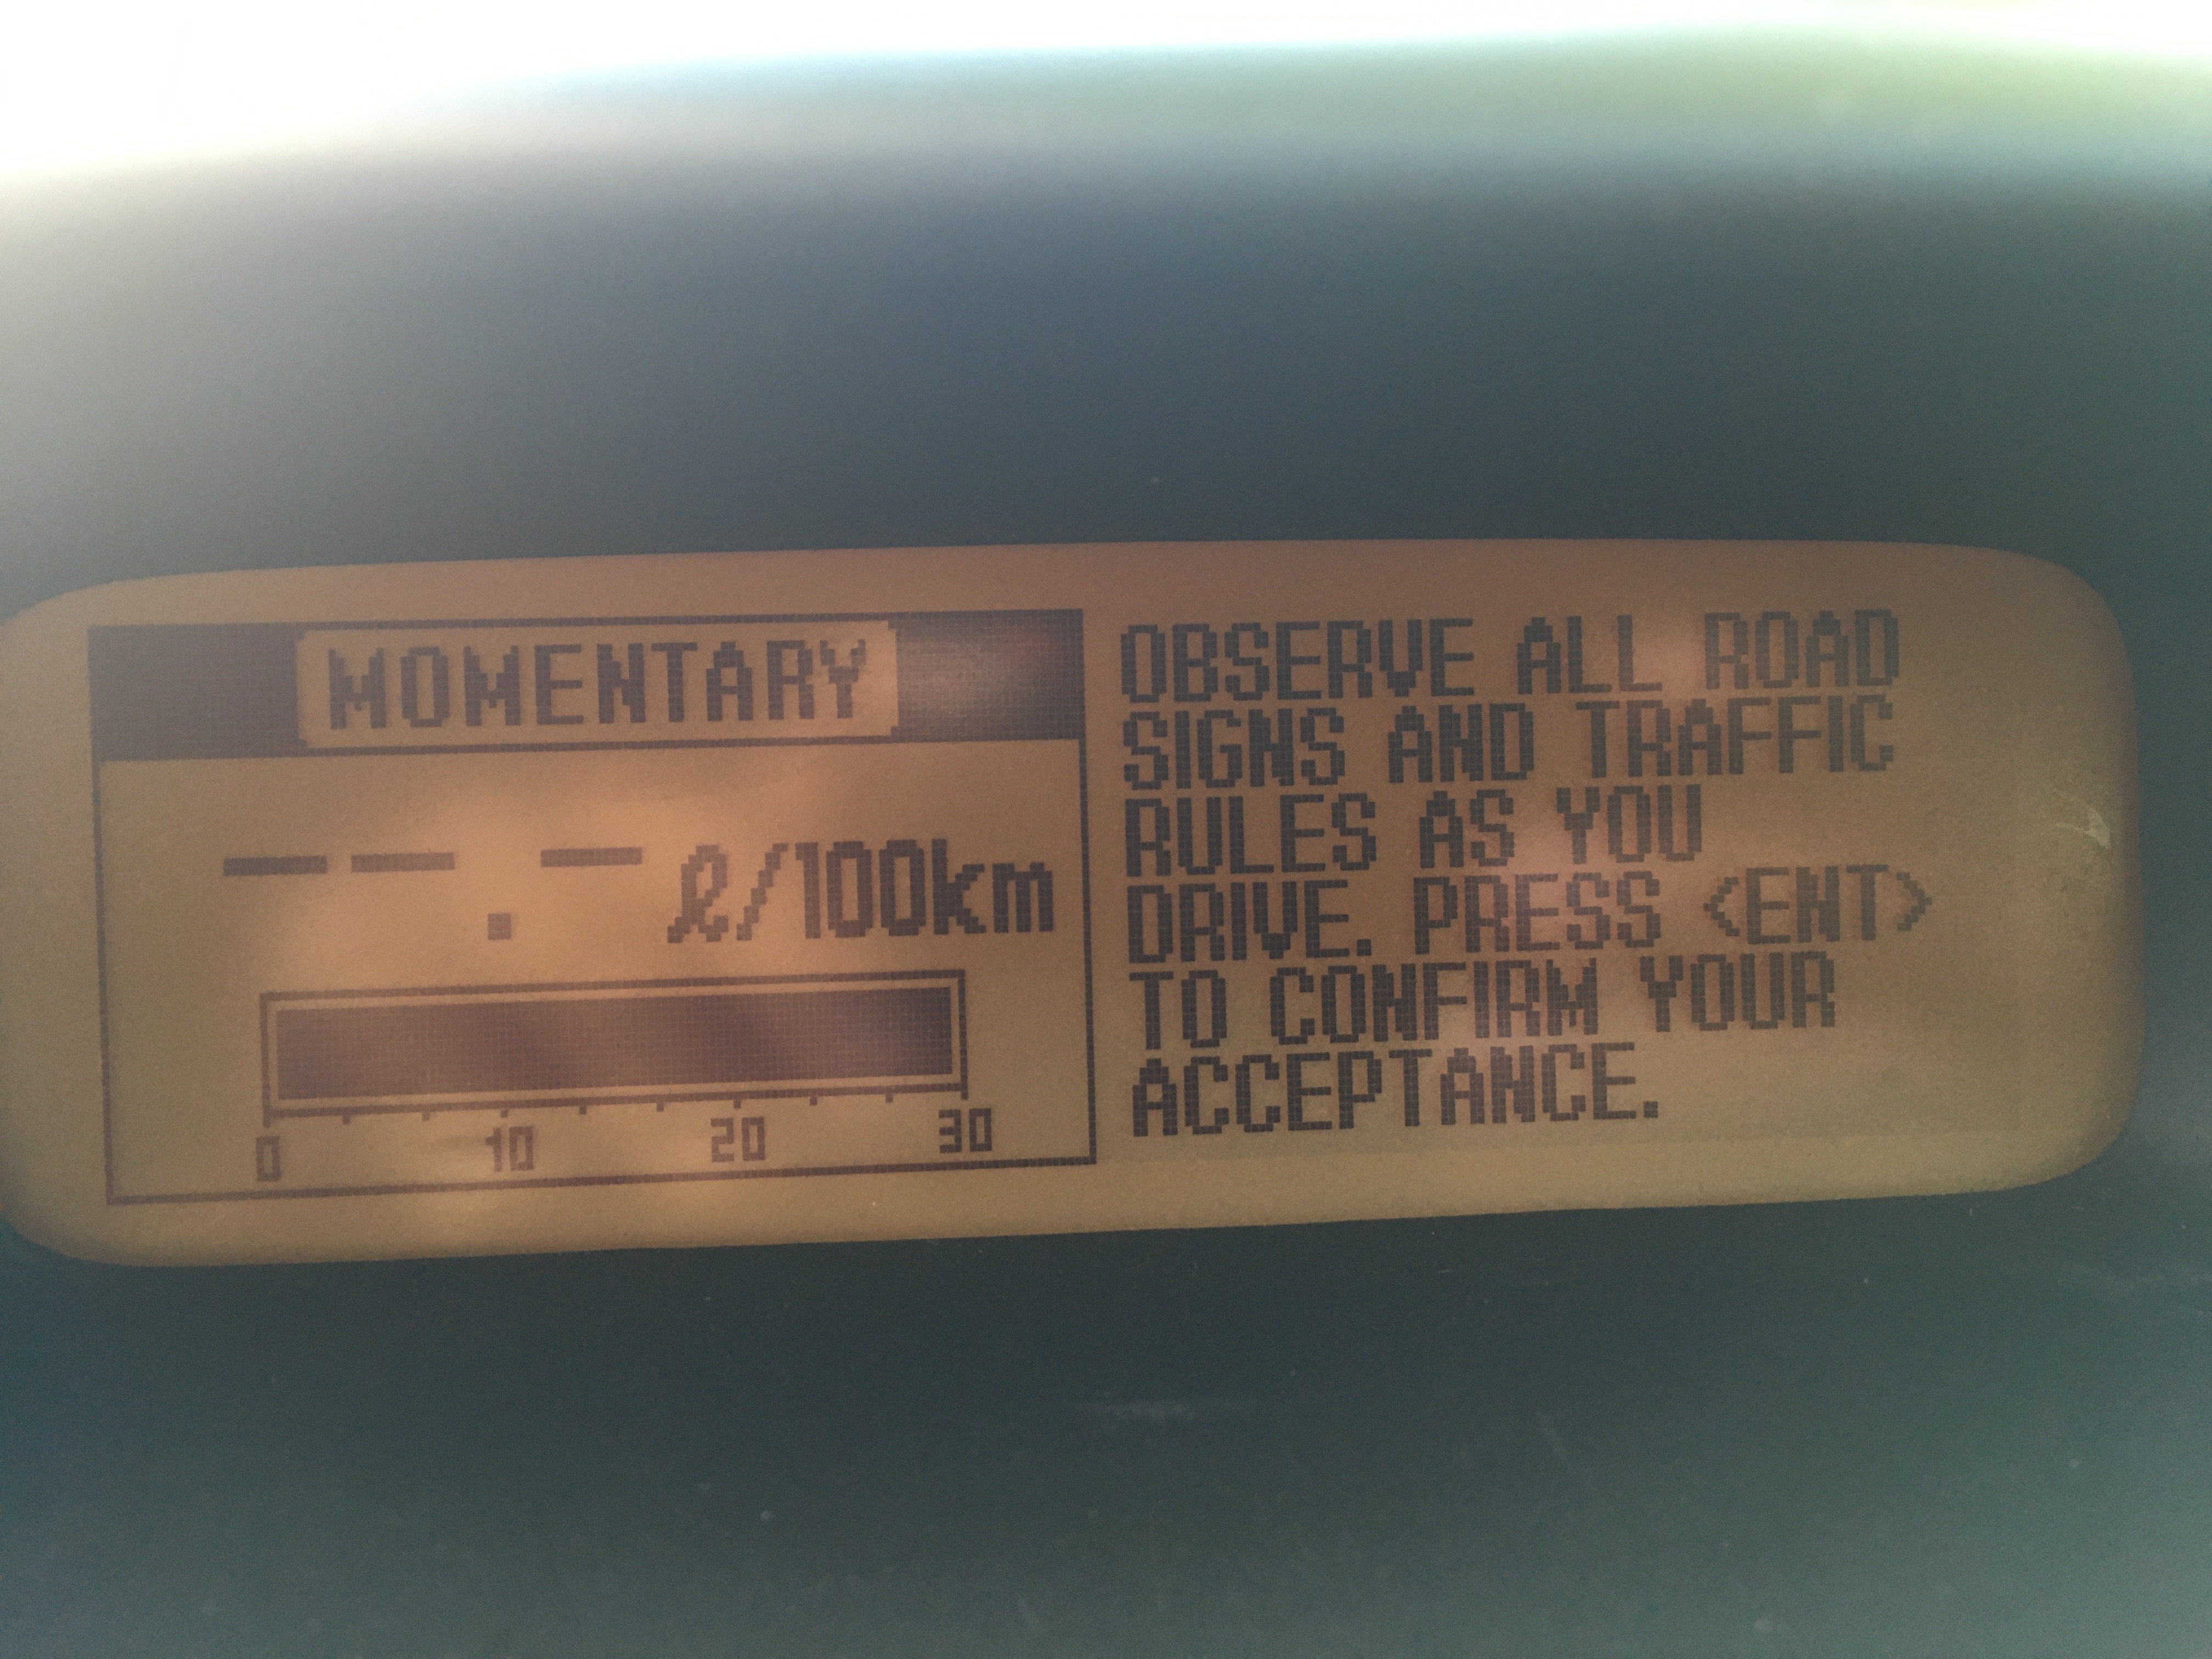 MOMENTARY
--.- ℓ/100km
0 10 20 30
OBSERVE ALL ROAD
SIGNS AND TRAFFIC
RULES AS YOU
DRIVE. PRESS <ENT>
TO CONFIRM YOUR
ACCEPTANCE.